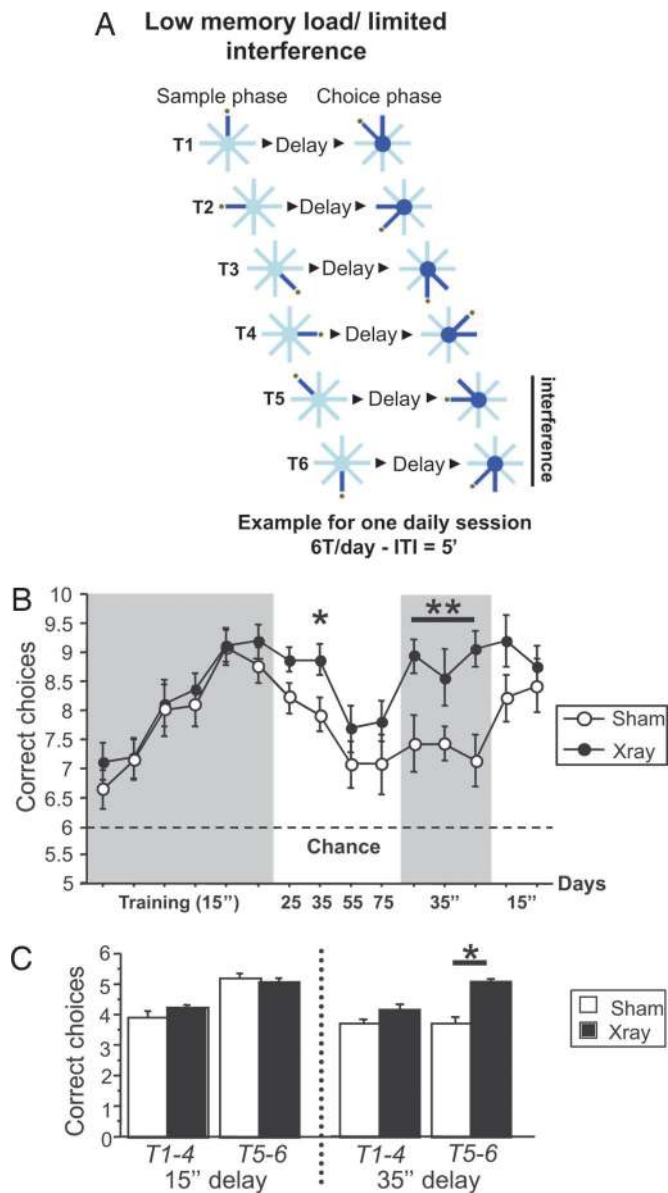 A
Low memory load/ limited
interference
Sample phase
Choice phase
T1
Delay
T2
Delay
T3
Delay
T4
Delay
T5
Delay
T6
Delay
interference
Example for one daily session
6T/day - ITI = 5'
B
Correct choices
10
9.5
9
8.5
8
7.5
7
6.5
6
5
*
**
Chance
Sham
Xray
Training (15”)
25
35
55
75
35”
15”
Days
C
Correct choices
6
5
4
3
2
1
0
*
Sham
Xray
T1-4
T5-6
T1-4
T5-6
15” delay
35” delay